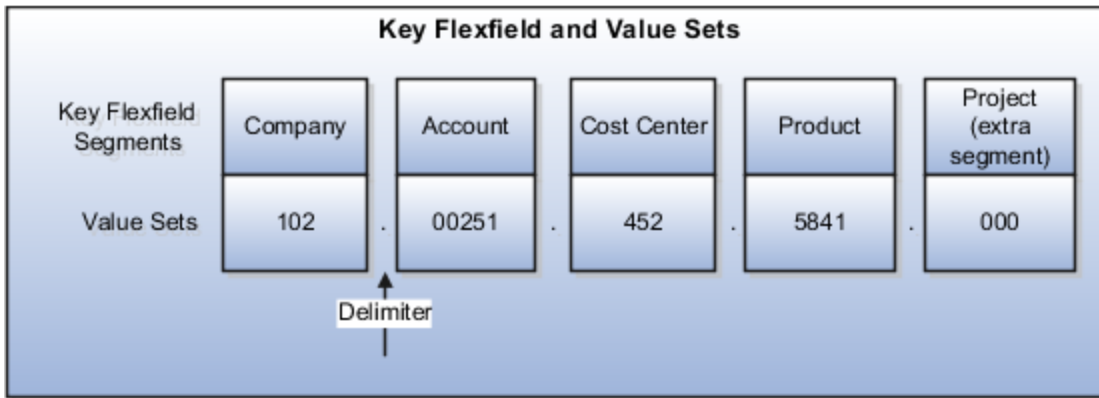 Key Flexfield and Value Sets
Key Flexfield
Segments
Company
Account
Cost Center
Product
Project
(extra
segment)
Value Sets
102 . 00251 . 452 . 5841 . 000
Delimiter